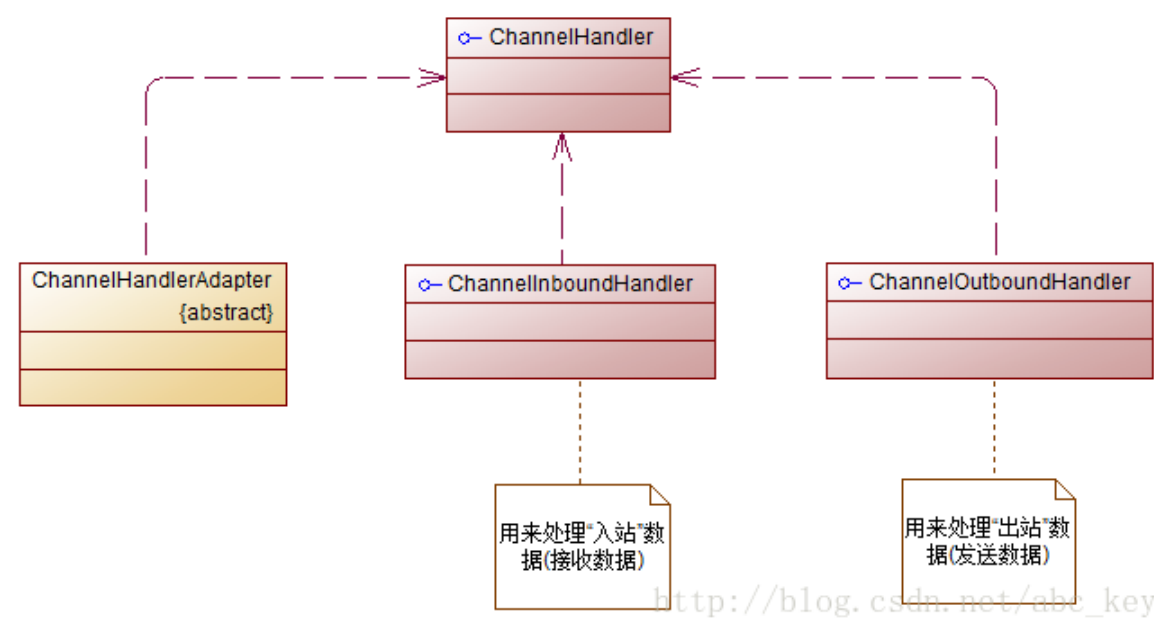 ChannelHandler
ChannelHandlerAdapter
{abstract}
ChannelInboundHandler
ChannelOutboundHandler
用来处理“入站”数
据(接收数据)
用来处理“出站”数
据(发送数据)
http://blog.csdn.net/abc_key